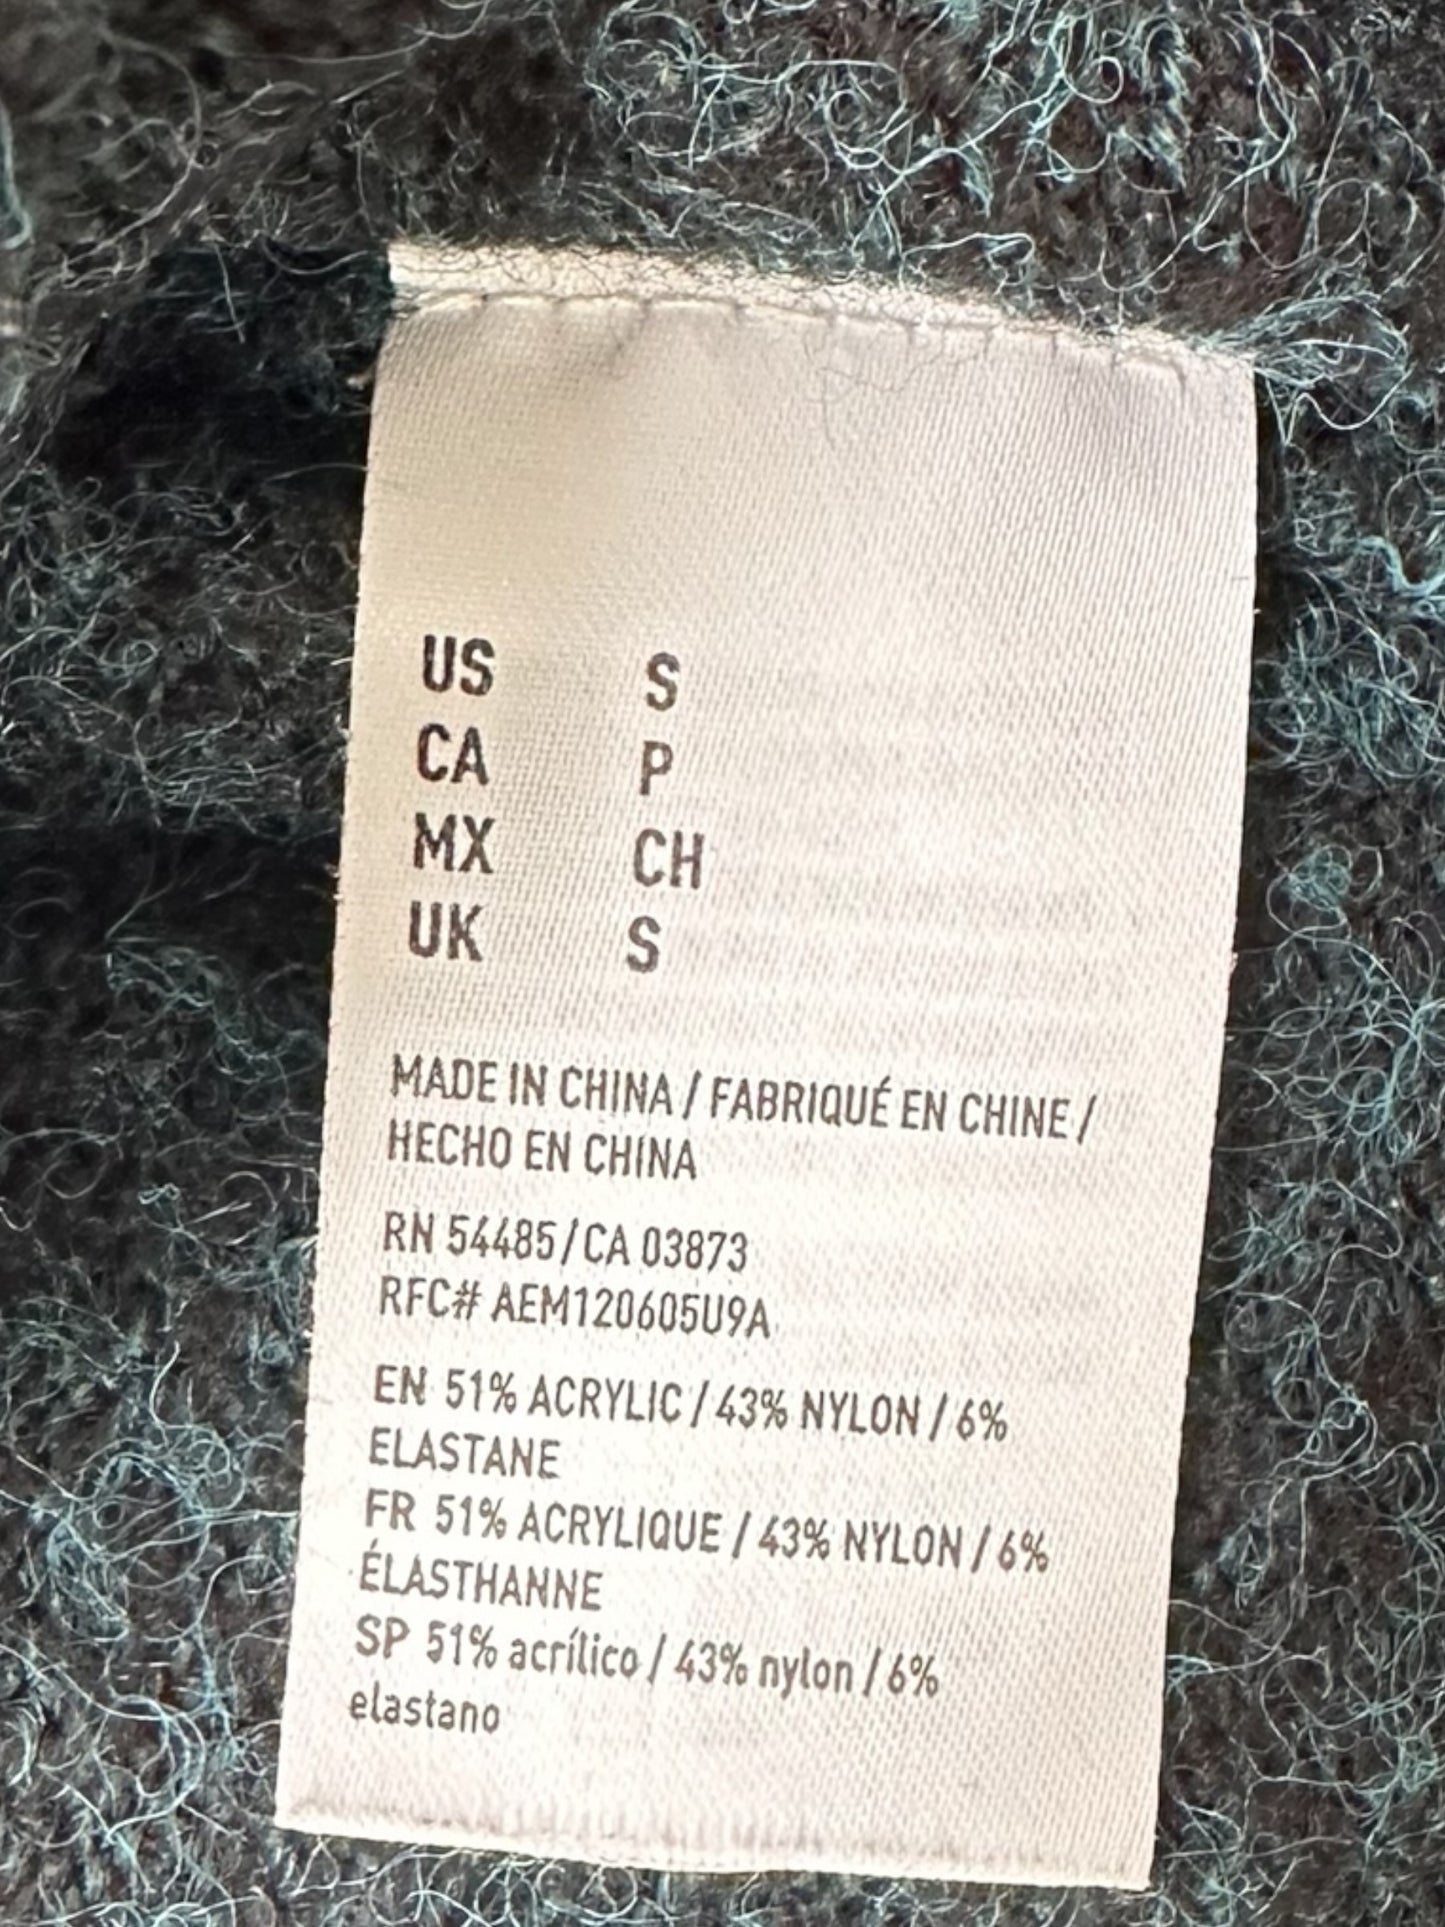 US S
CA P
MX CH
UK S
MADE IN CHINA / FABRIQUÉ EN CHINE /
HECHO EN CHINA
RN 54485 / CA 03873
RFC# AEM120605U9A
EN 51% ACRYLIC / 43% NYLON / 6%
ELASTANE
FR 51% ACRYLIQUE / 43% NYLON / 6%
ÉLASTHANNE
SP 51% acrílico / 43% nylon / 6%
elastano